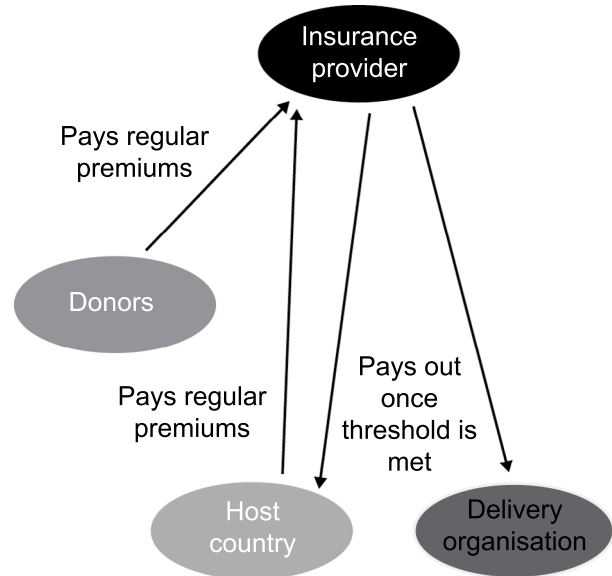 Insurance
provider
Pays regular
premiums
Donors
Pays regular
premiums
Pays out
once
threshold is
met
Host
country
Delivery
organisation